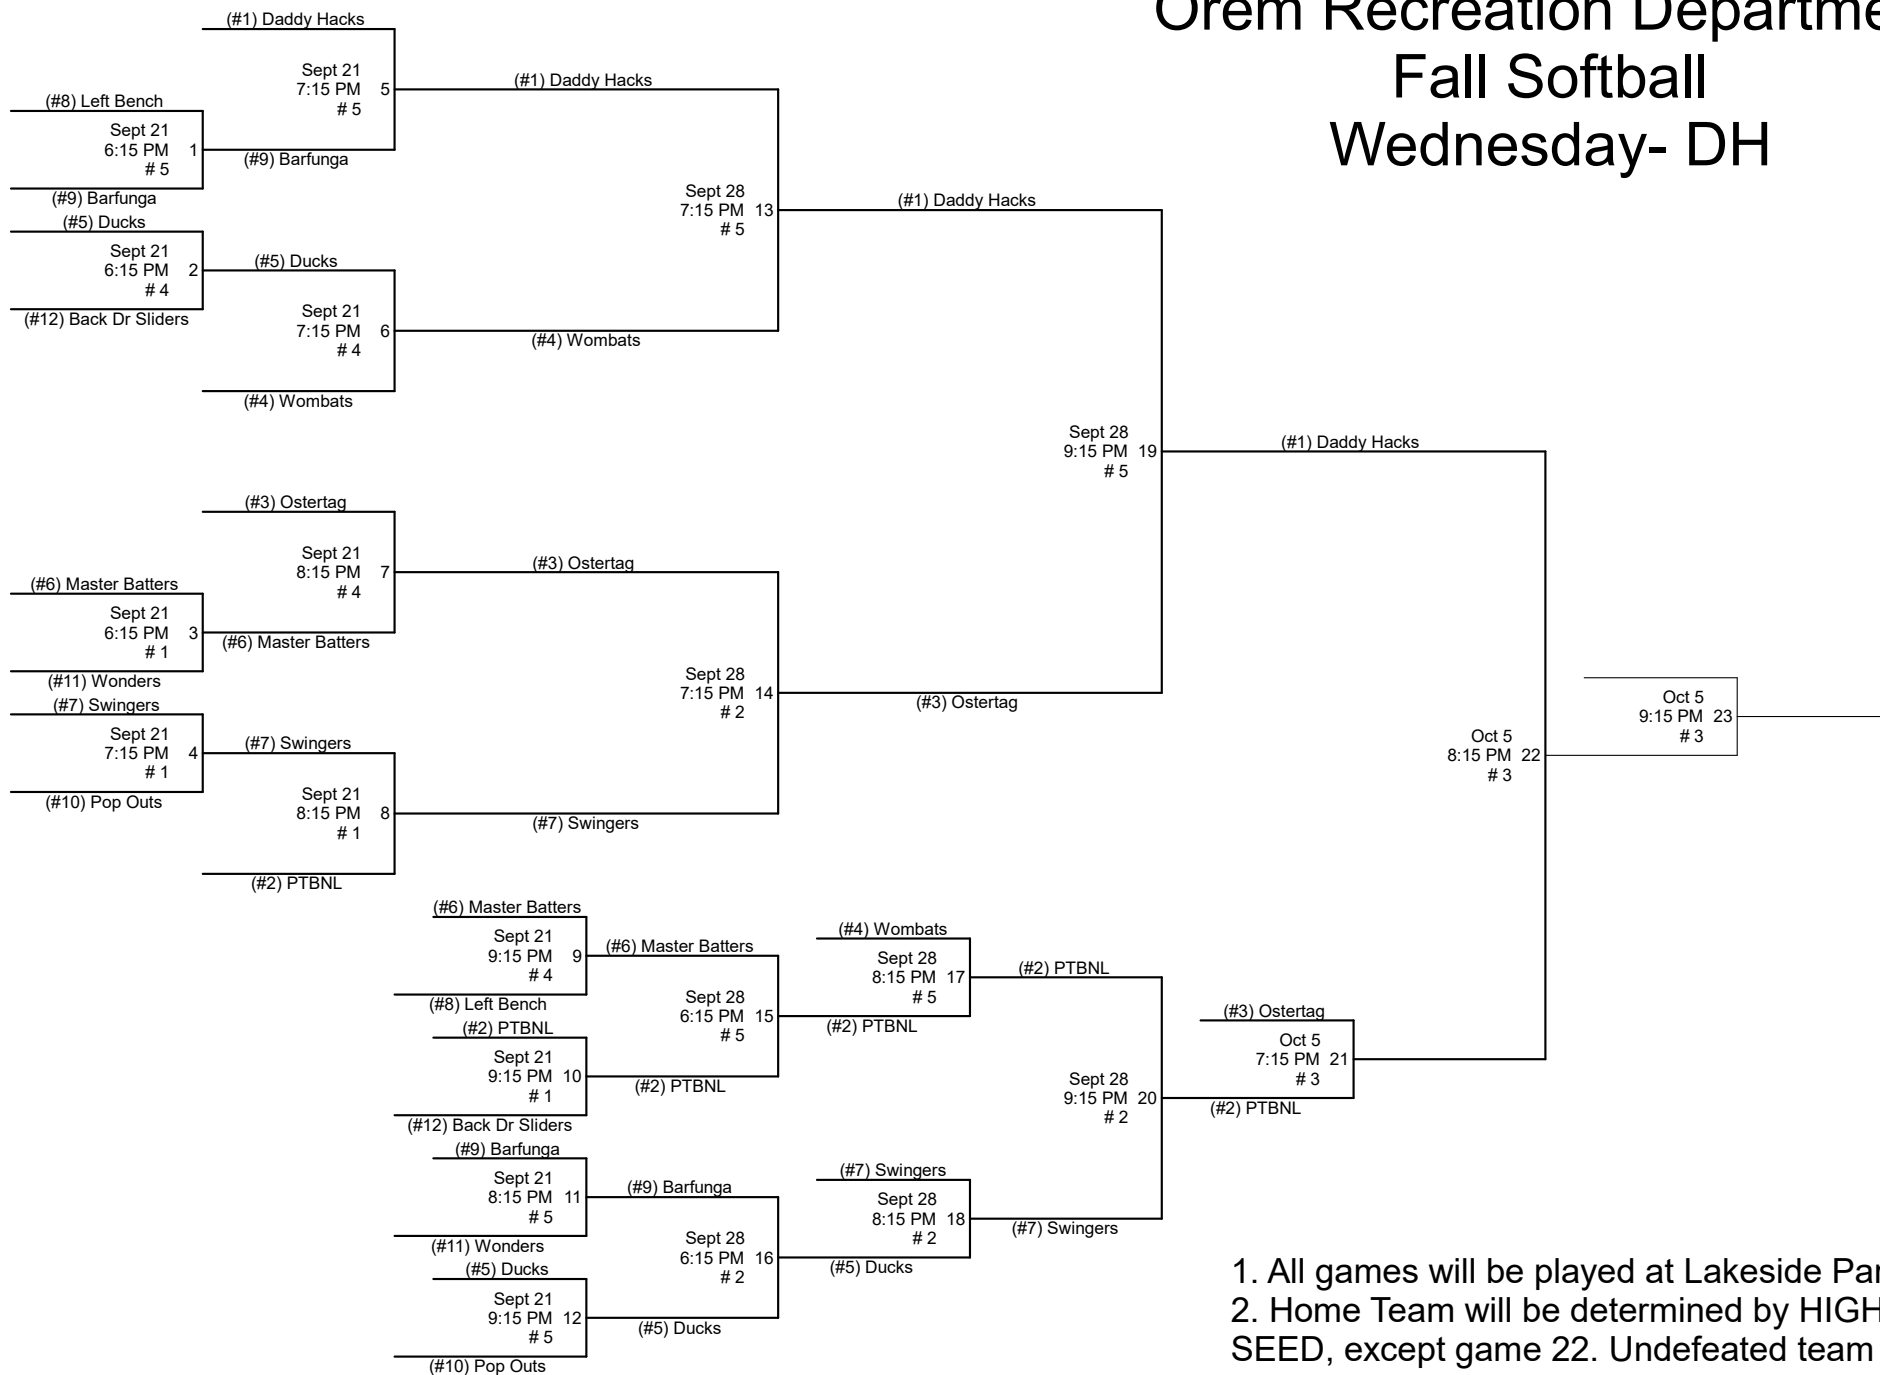 Orem Recreation Departme
Fall Softball
Wednesday- DH
(#1) Daddy Hacks
Sept 21
7:15 PM 5
# 5
(#1) Daddy Hacks
(#8) Left Bench
Sept 21
6:15 PM 1
# 5
(#9) Barfunga
(#9) Barfunga
(#5) Ducks
Sept 21
6:15 PM 2
# 4
(#12) Back Dr Sliders
(#5) Ducks
Sept 21
7:15 PM 6
# 4
(#4) Wombats
(#4) Wombats
Sept 28
7:15 PM 13
# 5
(#1) Daddy Hacks
Sept 28
9:15 PM 19
# 5
(#1) Daddy Hacks
(#3) Ostertag
Sept 21
8:15 PM 7
# 4
(#3) Ostertag
(#6) Master Batters
Sept 21
6:15 PM 3
# 1
(#11) Wonders
(#6) Master Batters
(#7) Swingers
Sept 21
7:15 PM 4
# 1
(#10) Pop Outs
(#7) Swingers
Sept 21
8:15 PM 8
# 1
(#2) PTBNL
(#7) Swingers
Sept 28
7:15 PM 14
# 2
(#3) Ostertag
Oct 5
8:15 PM 22
# 3
Oct 5
9:15 PM 23
# 3
(#6) Master Batters
Sept 21
9:15 PM 9
# 4
(#8) Left Bench
(#6) Master Batters
(#2) PTBNL
Sept 21
9:15 PM 10
# 1
(#12) Back Dr Sliders
(#2) PTBNL
Sept 28
6:15 PM 15
# 5
(#4) Wombats
Sept 28
8:15 PM 17
# 5
(#2) PTBNL
(#2) PTBNL
(#9) Barfunga
Sept 21
8:15 PM 11
# 5
(#11) Wonders
(#9) Barfunga
(#5) Ducks
Sept 21
9:15 PM 12
# 5
(#10) Pop Outs
(#5) Ducks
Sept 28
6:15 PM 16
# 2
(#7) Swingers
Sept 28
8:15 PM 18
# 2
(#5) Ducks
(#7) Swingers
Sept 28
9:15 PM 20
# 2
(#3) Ostertag
Oct 5
7:15 PM 21
# 3
(#2) PTBNL
1. All games will be played at Lakeside Par
2. Home Team will be determined by HIGH
SEED, except game 22. Undefeated team